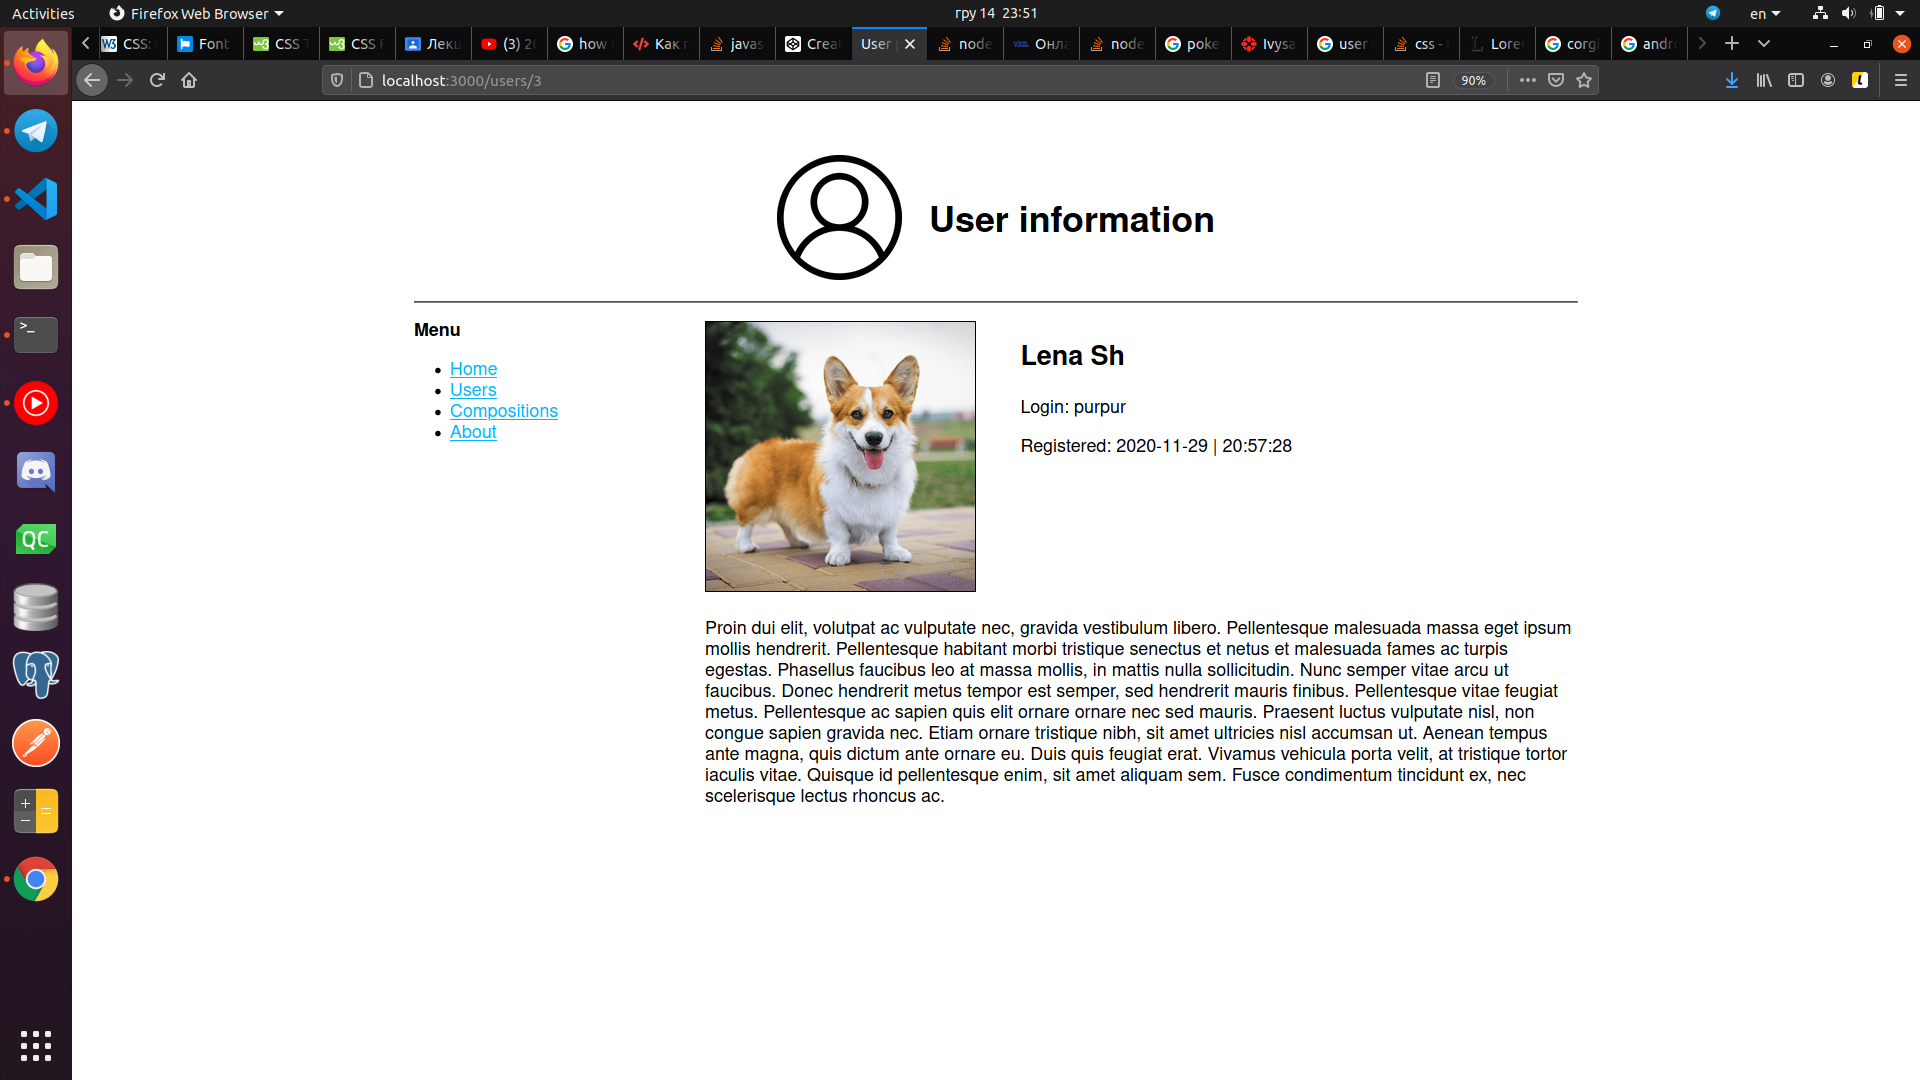 Activities
Firefox Web Browser
гру 14 23:51
en
CSS:
Font
CSS
CSS
(3)
how
Как
javas
Crea
User
node
Онла
node
poke
Ivysa
user
css -
Lore
corgi
andr
localhost:3000/users/3
90%
User information
Menu
Home
Users
Compositions
About
Lena Sh
Login: purpur
Registered: 2020-11-29 | 20:57:28
Proin dui elit, volutpat ac vulputate nec, gravida vestibulum libero. Pellentesque malesuada massa eget ipsum
mollis hendrerit. Pellentesque habitant morbi tristique senectus et netus et malesuada fames ac turpis
egestas. Phasellus faucibus leo at massa mollis, in mattis nulla sollicitudin. Nunc semper vitae arcu ut
faucibus. Donec hendrerit metus tempor est semper, sed hendrerit mauris finibus. Pellentesque vitae feugiat
metus. Pellentesque ac sapien quis elit ornare ornare nec sed mauris. Praesent luctus vulputate nisl, non
congue sapien gravida nec. Etiam ornare tristique nibh, sit amet ultricies nisl accumsan ut. Aenean tempus
ante magna, quis dictum ante ornare eu. Duis quis feugiat erat. Vivamus vehicula porta velit, at tristique tortor
iaculis vitae. Quisque id pellentesque enim, sit amet aliquam sem. Fusce condimentum tincidunt ex, nec
scelerisque lectus rhoncus ac.
QC